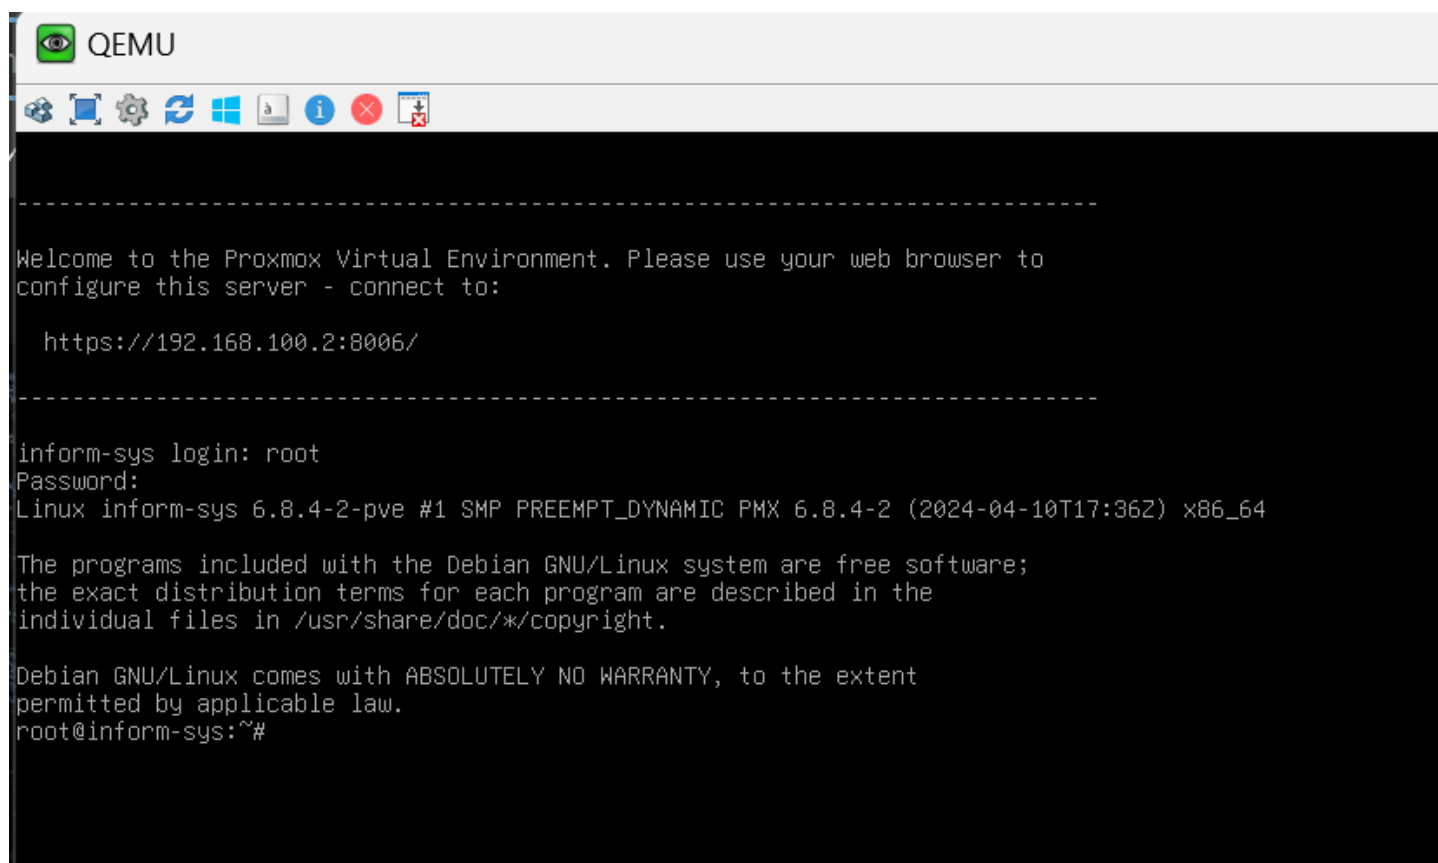 QEMU
------------------------------------------------------------------------------
Welcome to the Proxmox Virtual Environment. Please use your web browser to
configure this server - connect to:
https://192.168.100.2:8006/
------------------------------------------------------------------------------
inform-sys login: root
Password:
Linux inform-sys 6.8.4-2-pve #1 SMP PREEMPT_DYNAMIC PMX 6.8.4-2 (2024-04-10T17:36Z) x86_64
The programs included with the Debian GNU/Linux system are free software;
the exact distribution terms for each program are described in the
individual files in /usr/share/doc/*/copyright.
Debian GNU/Linux comes with ABSOLUTELY NO WARRANTY, to the extent
permitted by applicable law.
root@inform-sys:~#